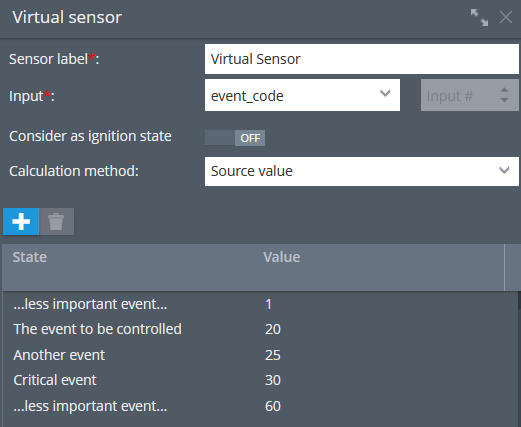 Virtual sensor
Sensor label*: Virtual Sensor
Input*: event_code Input #
Consider as ignition state OFF
Calculation method: Source value
State Value
...less important event... 1
The event to be controlled 20
Another event 25
Critical event 30
...less important event... 60